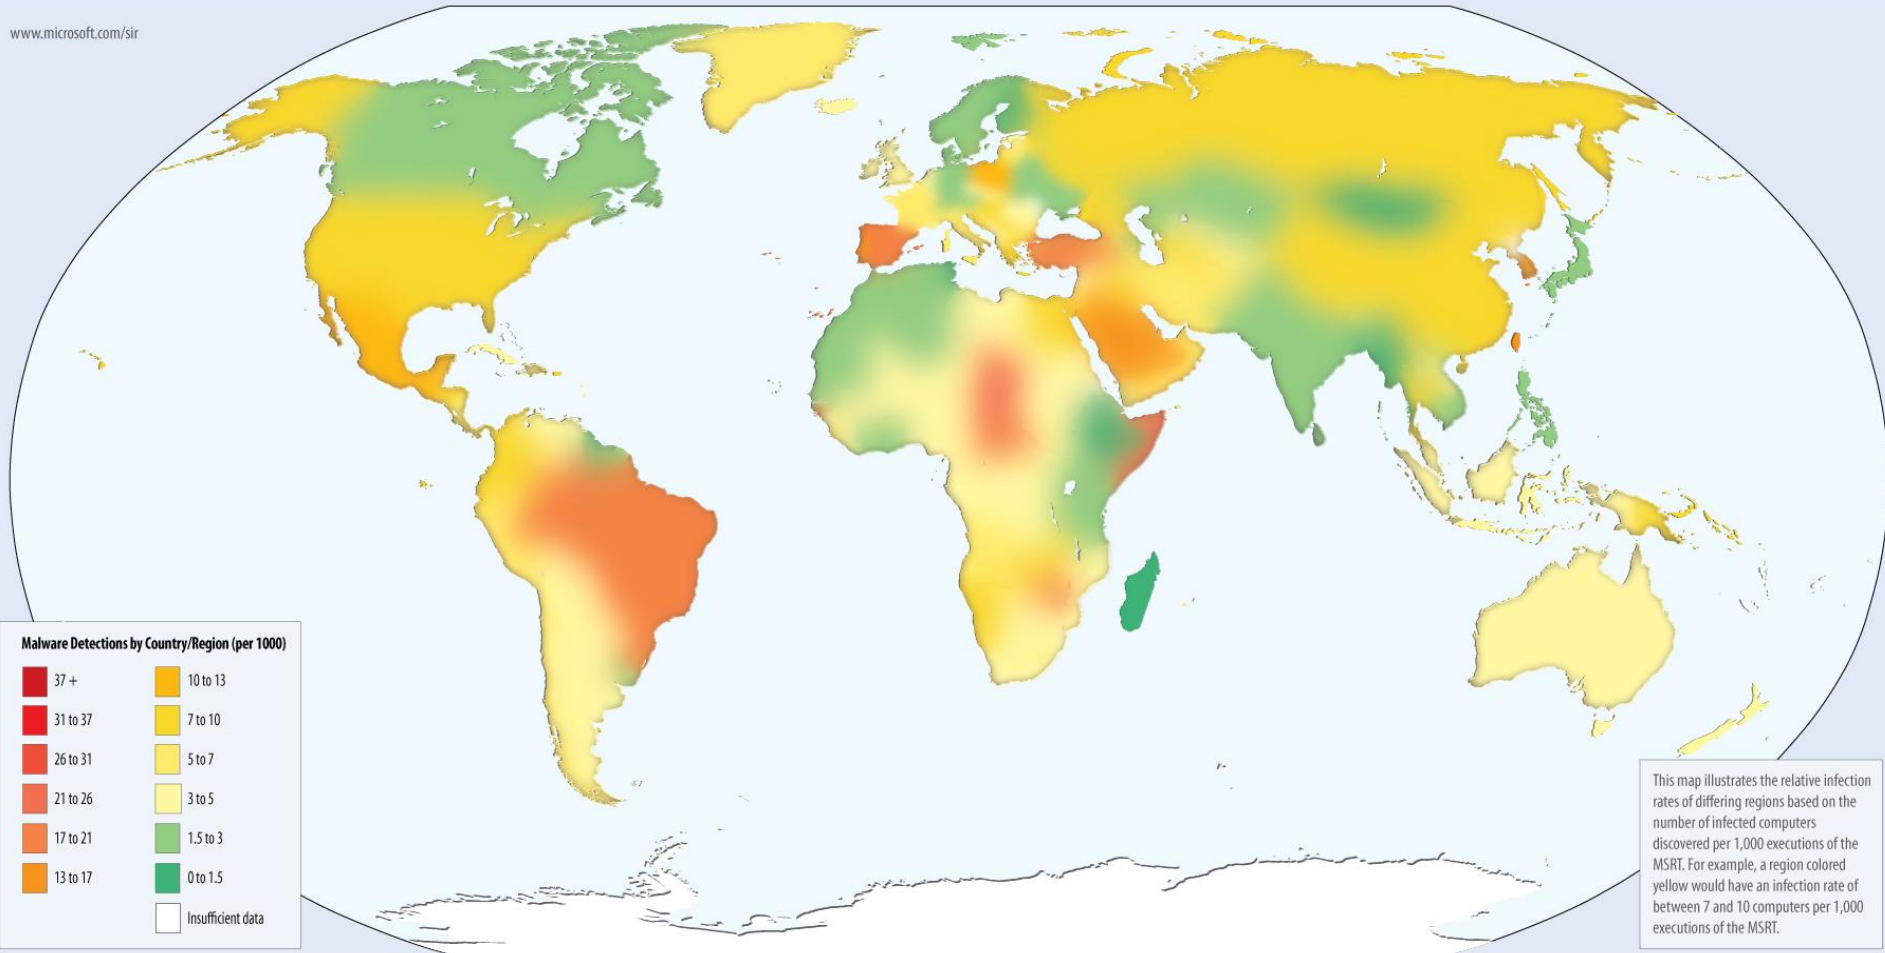 www.microsoft.com/sir
Malware Detections by Country/Region (per 1000)
37 +
31 to 37
26 to 31
21 to 26
17 to 21
13 to 17
10 to 13
7 to 10
5 to 7
3 to 5
1.5 to 3
0 to 1.5
Insufficient data
This map illustrates the relative infection
rates of differing regions based on the
number of infected computers
discovered per 1,000 executions of the
MSRT. For example, a region colored
yellow would have an infection rate of
between 7 and 10 computers per 1,000
executions of the MSRT.